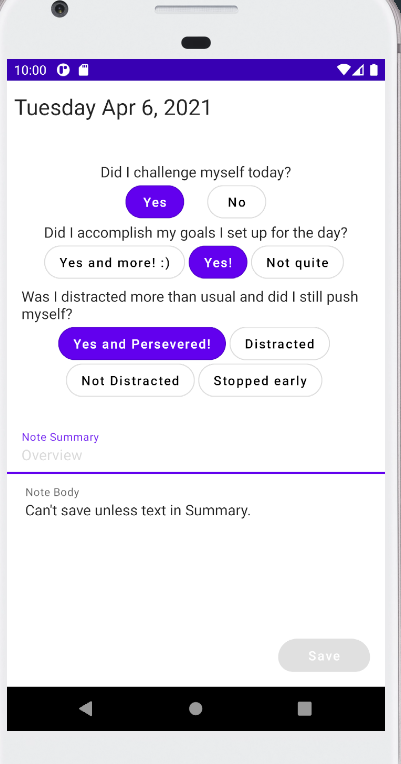 10:00
Tuesday Apr 6, 2021
Did I challenge myself today?
Yes No
Did I accomplish my goals I set up for the day?
Yes and more! :) Yes! Not quite
Was I distracted more than usual and did I still push
myself?
Yes and Persevered! Distracted
Not Distracted Stopped early
Note Summary
Overview
Note Body
Can't save unless text in Summary.
Save